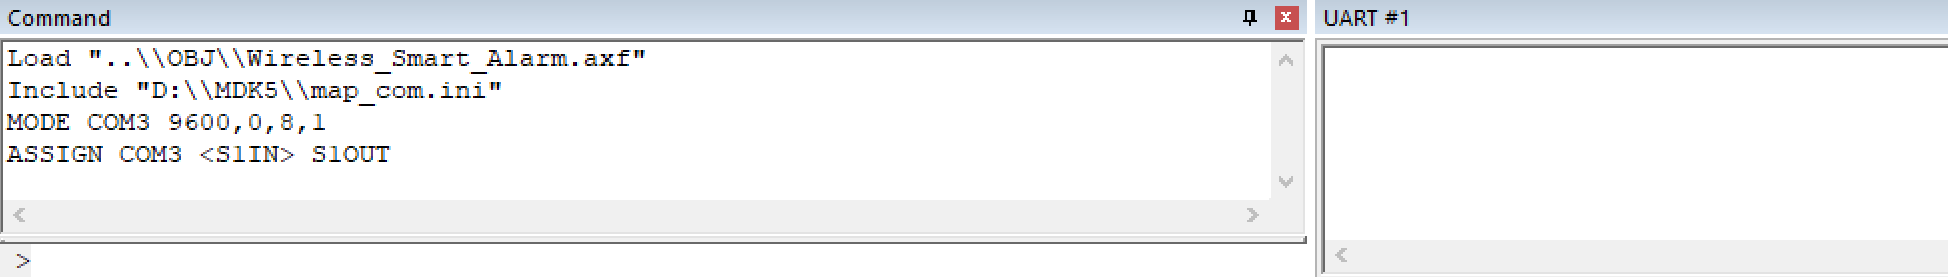 Command
UART #1
Load "..\\OBJ\\Wireless_Smart_Alarm.axf"
Include "D:\\MDK5\\map_com.ini"
MODE COM3 9600,0,8,1
ASSIGN COM3 <S1IN> S1OUT
>